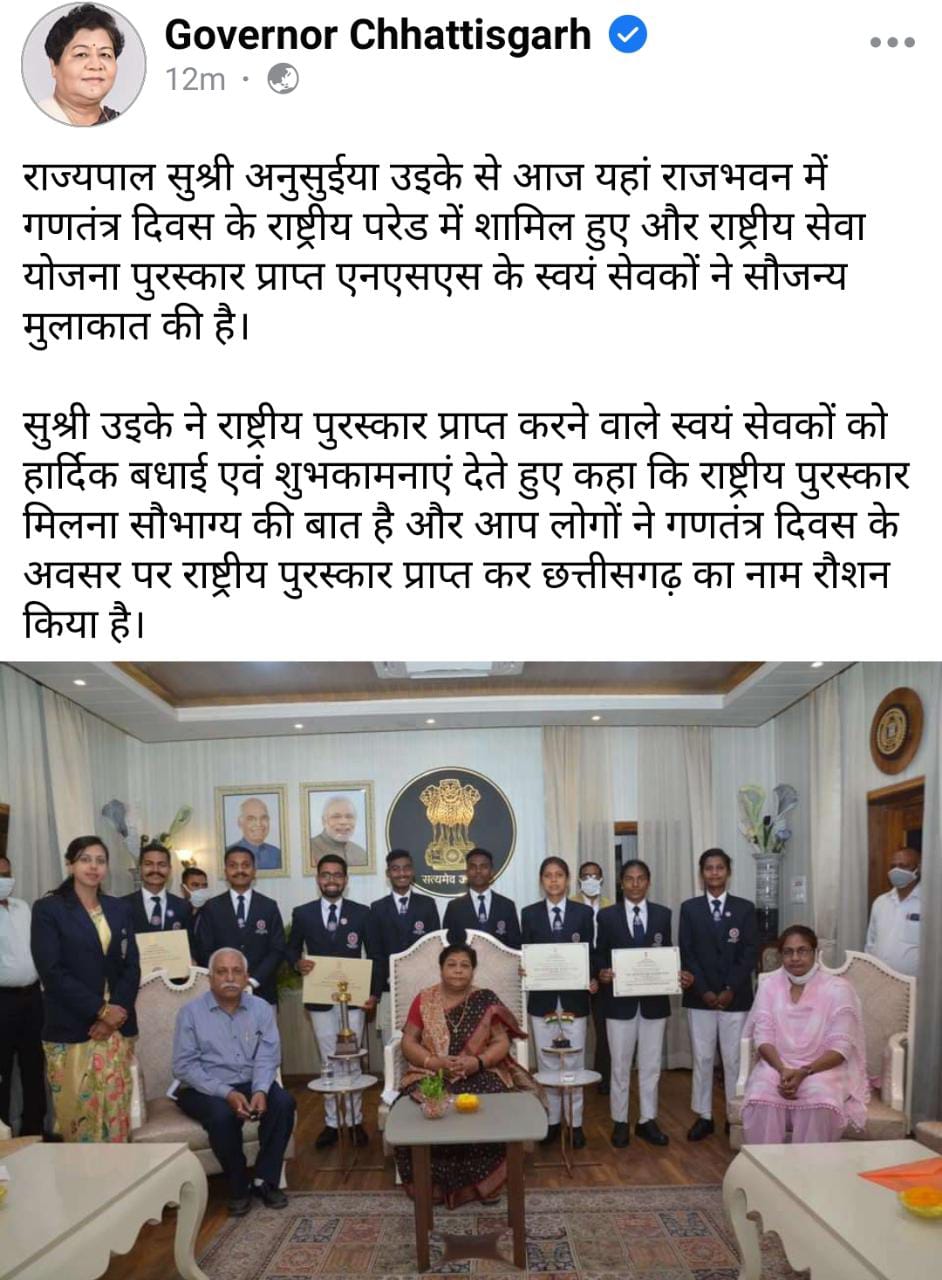 Governor Chhattisgarh
12m
राज्यपाल सुश्री अनुसुईया उइके से आज यहां राजभवन में
गणतंत्र दिवस के राष्ट्रीय परेड में शामिल हुए और राष्ट्रीय सेवा
योजना पुरस्कार प्राप्त एनएसएस के स्वयं सेवकों ने सौजन्य
मुलाकात की है।
सुश्री उइके ने राष्ट्रीय पुरस्कार प्राप्त करने वाले स्वयं सेवकों को
हार्दिक बधाई एवं शुभकामनाएं देते हुए कहा कि राष्ट्रीय पुरस्कार
मिलना सौभाग्य की बात है और आप लोगों ने गणतंत्र दिवस के
अवसर पर राष्ट्रीय पुरस्कार प्राप्त कर छत्तीसगढ़ का नाम रौशन
किया है।
सत्यमेव